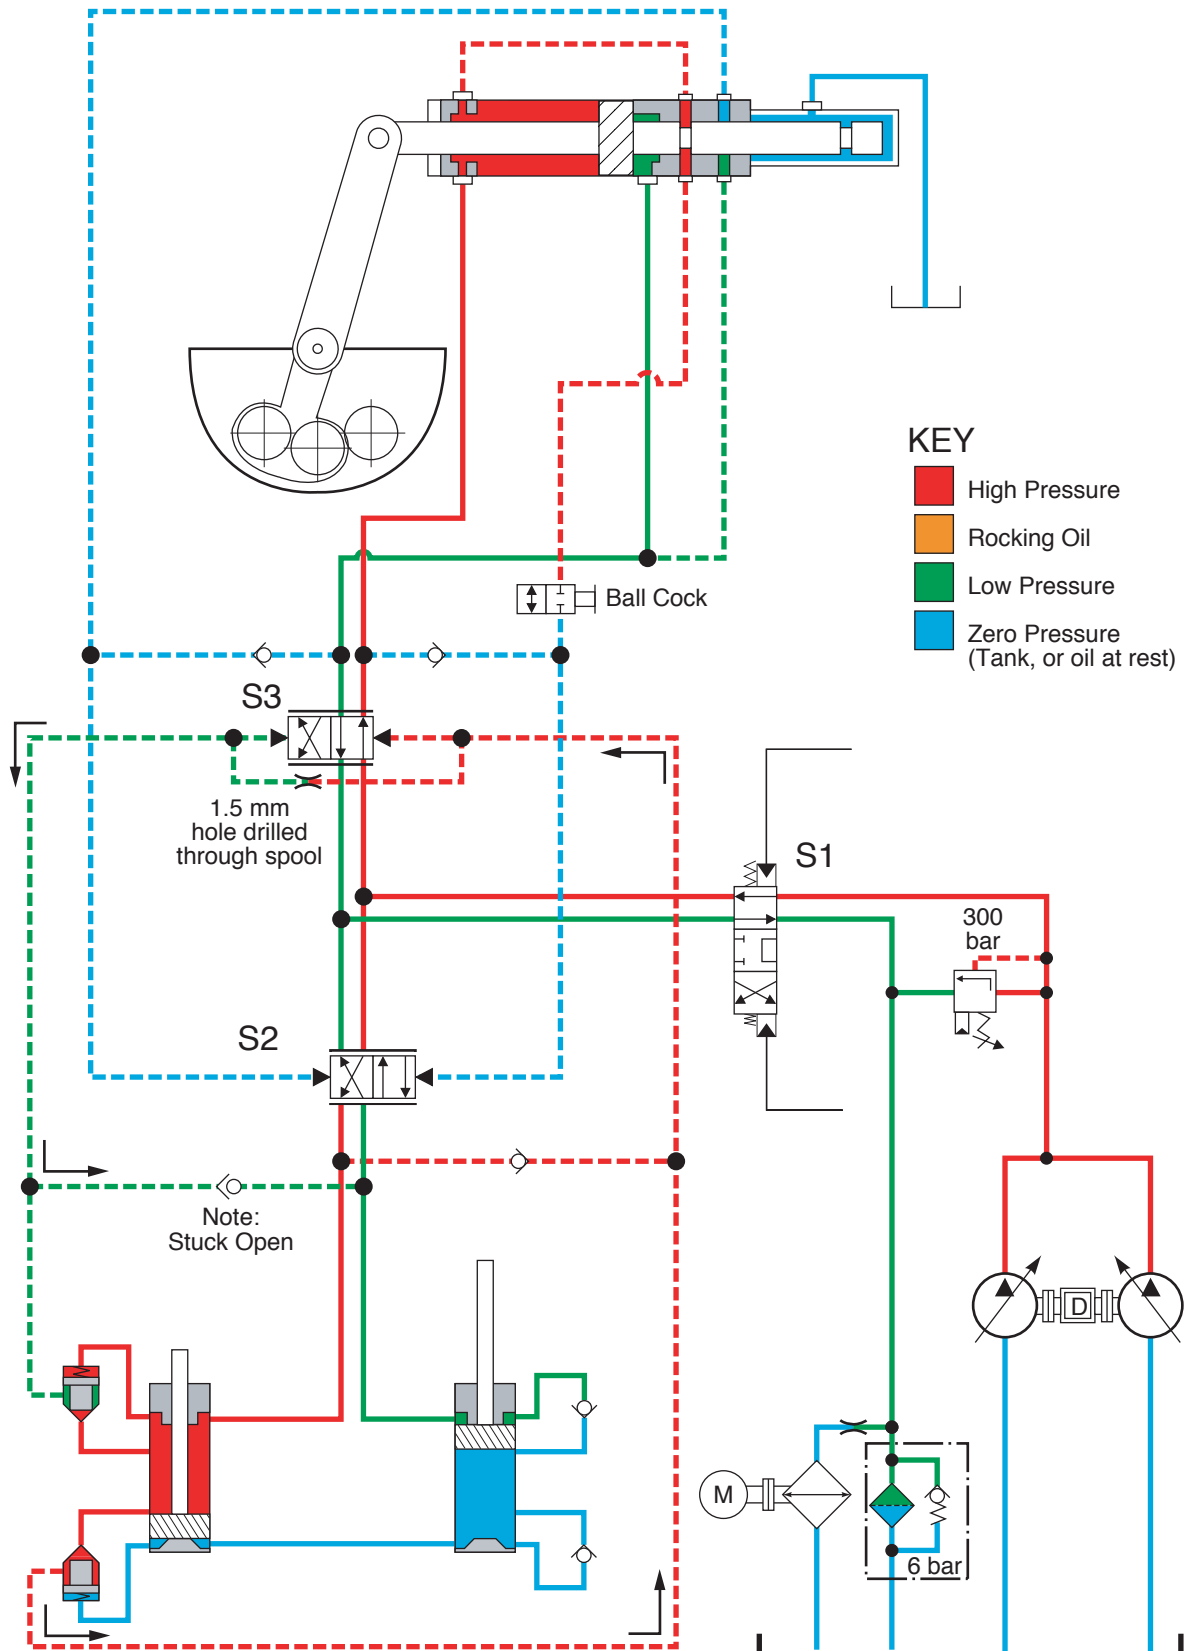 KEY
High Pressure
Rocking Oil
Low Pressure
Zero Pressure
(Tank, or oil at rest)
Ball Cock
S3
1.5 mm
hole drilled
through spool
S1
300
bar
S2
Note:
Stuck Open
D
M
6 bar